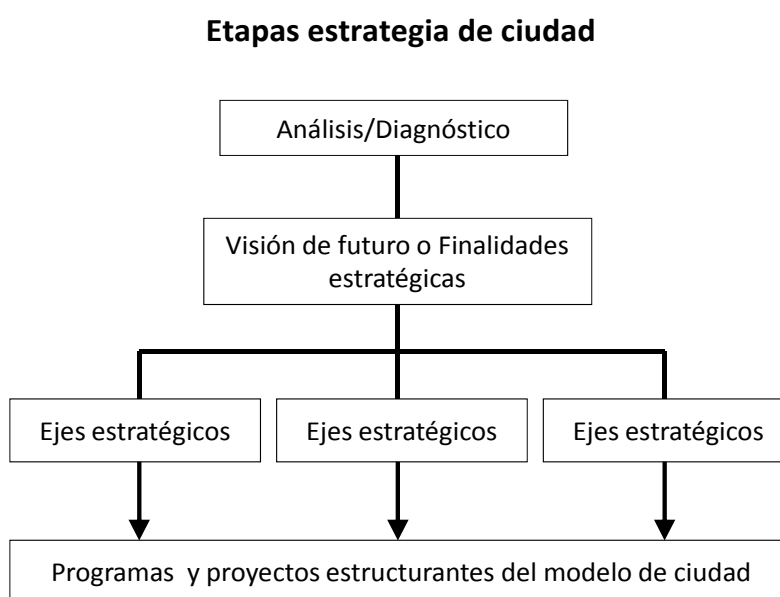 Etapas estrategia de ciudad
Análisis/Diagnóstico
Visión de futuro o Finalidades
estratégicas
Ejes estratégicos
Ejes estratégicos
Ejes estratégicos
Programas y proyectos estructurantes del modelo de ciudad